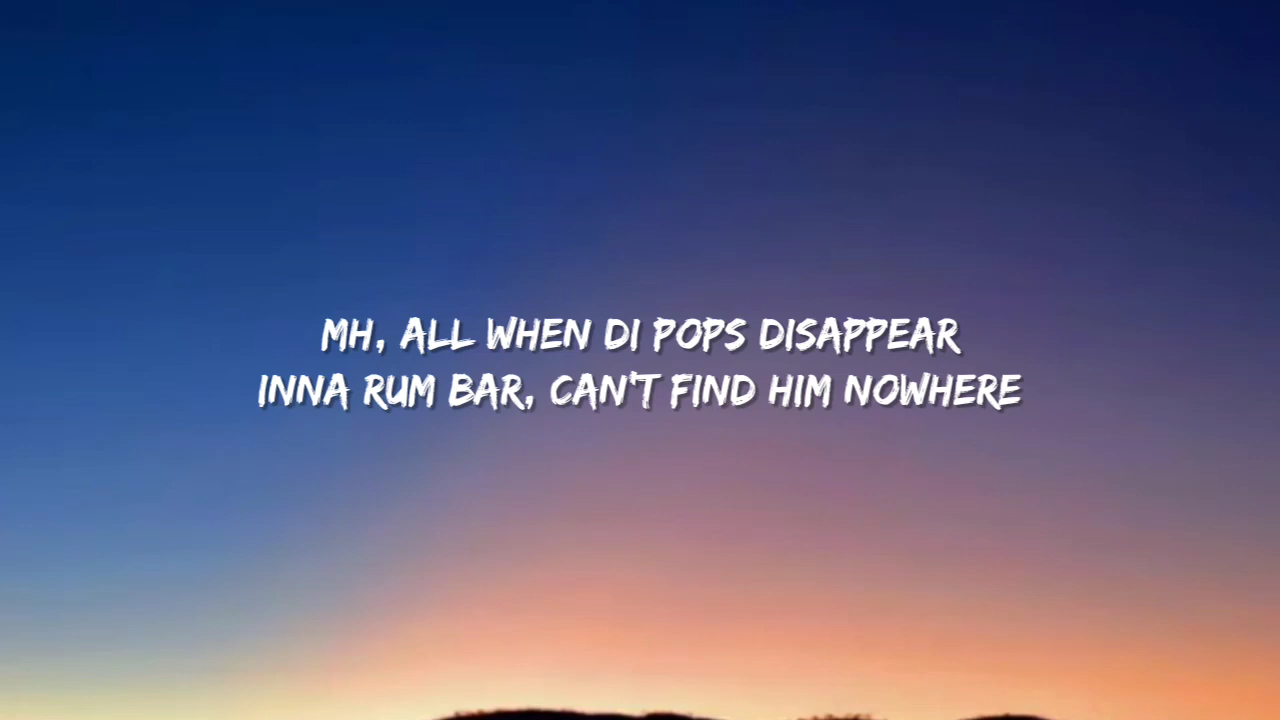 MH, ALL WHEN DI POPS DISAPPEAR
INNA RUM BAR, CAN'T FIND HIM NOWHERE